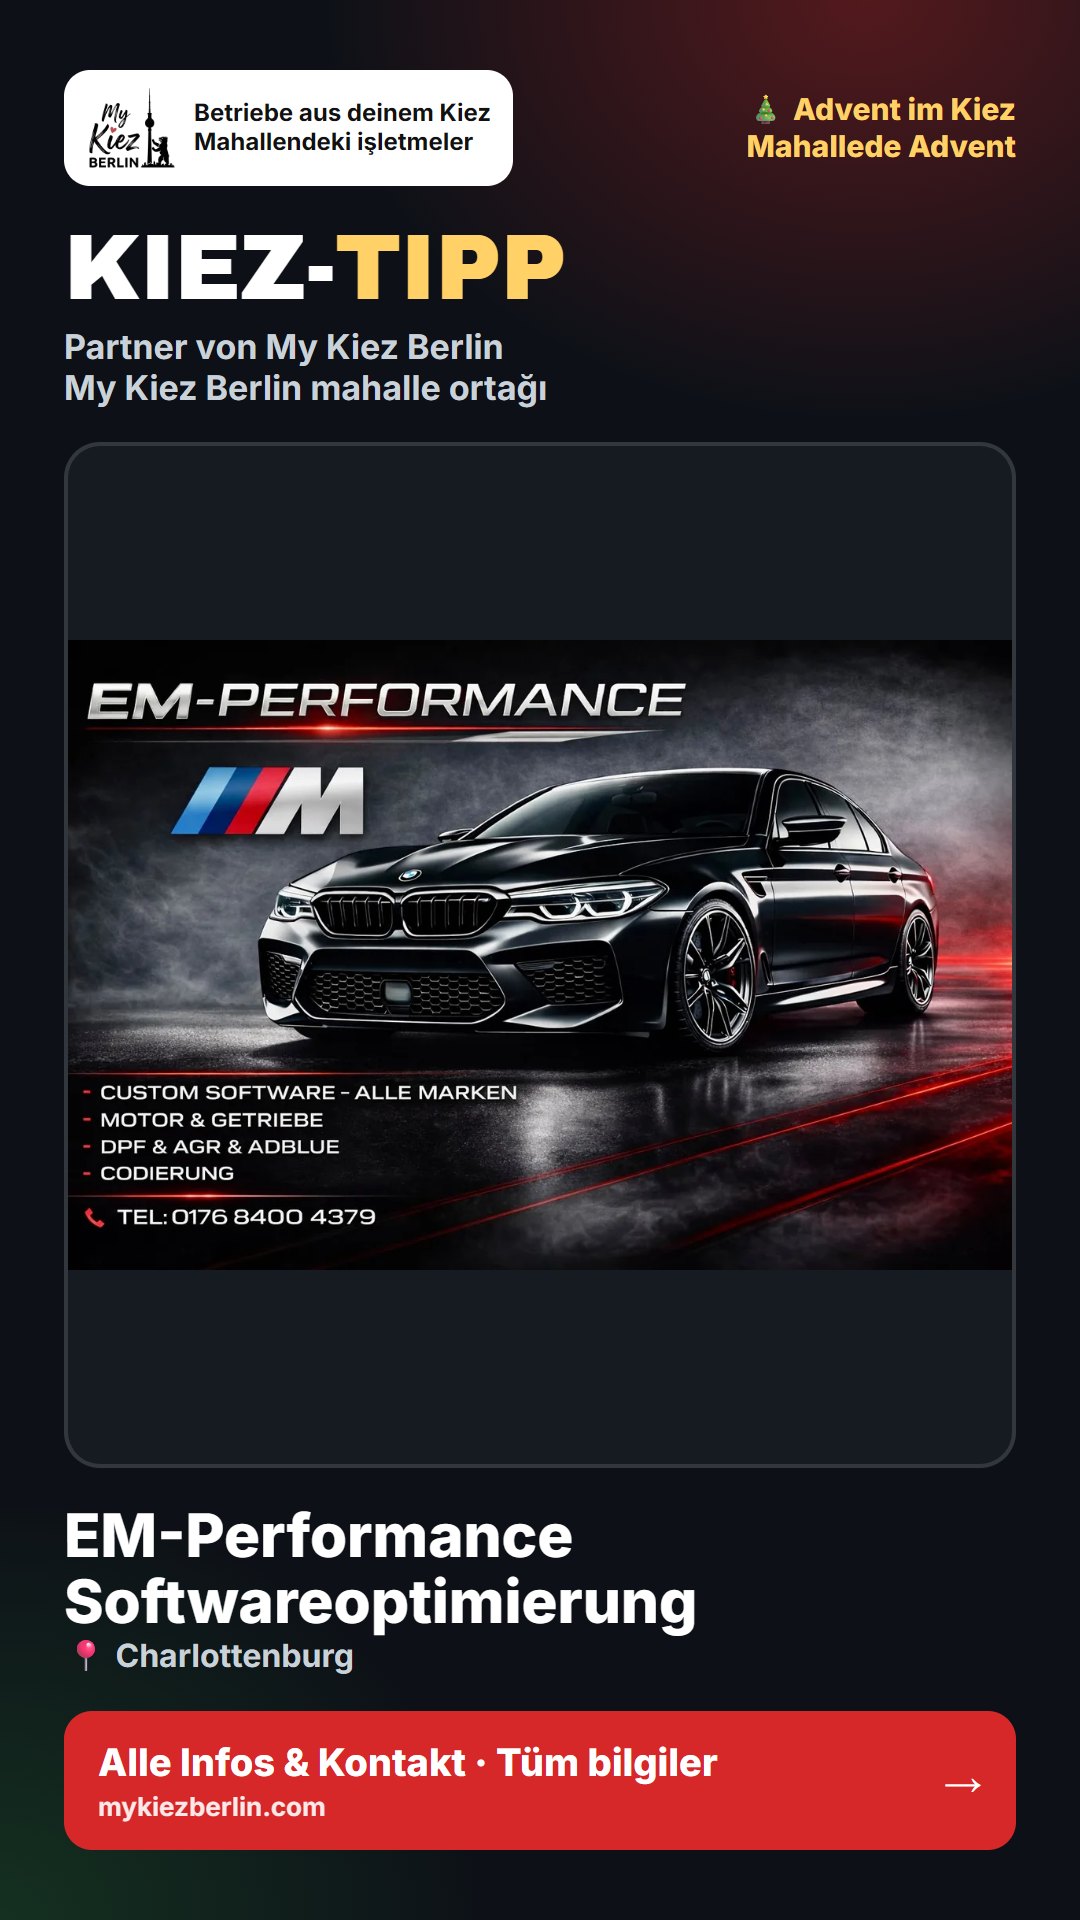 My
Kiez
BERLIN
Betriebe aus deinem Kiez
Mahallendeki işletmeler
🎄 Advent im Kiez
Mahallede Advent
KIEZ-TIPP
Partner von My Kiez Berlin
My Kiez Berlin mahalle ortağı
EM-PERFORMANCE
M
- CUSTOM SOFTWARE - ALLE MARKEN
- MOTOR & GETRIEBE
- DPF & AGR & ADBLUE
- CODIERUNG
TEL: 0176 8400 4379
EM-Performance
Softwareoptimierung
📍 Charlottenburg
Alle Infos & Kontakt · Tüm bilgiler
mykiezberlin.com
→